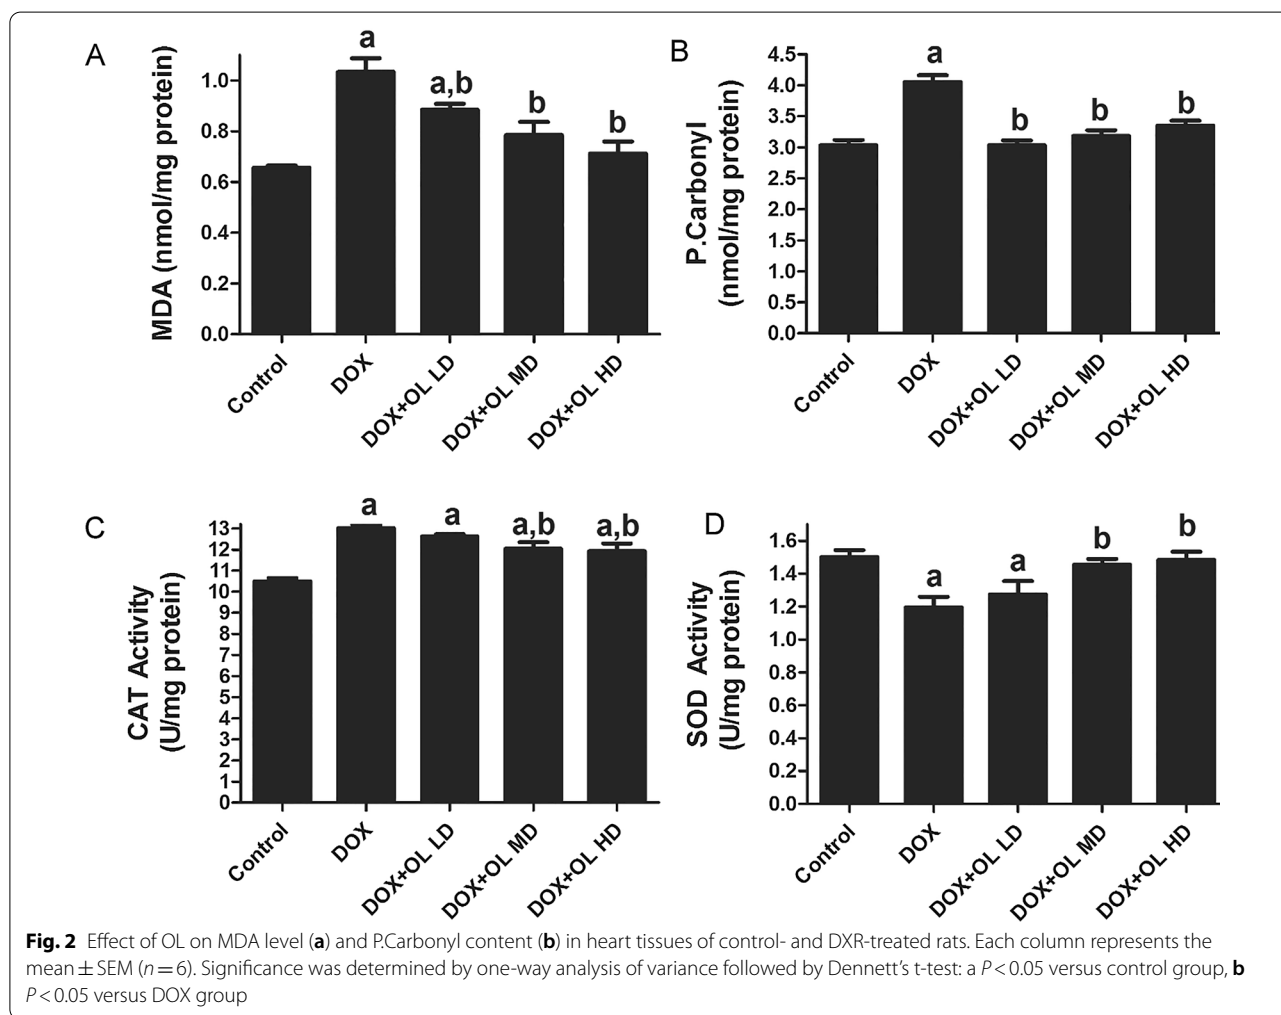 A
MDA (nmol/mg protein)
1.0
0.8
0.6
0.4
0.2
0.0
a
a,b
b
b
Control
DOX
DOX+OL LD
DOX+OL MD
DOX+OL HD
B
P.Carbonyl
(nmol/mg protein)
4.5
4.0
3.5
3.0
2.5
2.0
1.5
1.0
0.5
0.0
a
b
b
b
Control
DOX
DOX+OL LD
DOX+OL MD
DOX+OL HD
C
CAT Activity
(U/mg protein)
13
12
11
10
9
8
7
6
5
4
3
2
1
0
a
a
a,b
a,b
Control
DOX
DOX+OL LD
DOX+OL MD
DOX+OL HD
D
SOD Activity
(U/mg protein)
1.6
1.4
1.2
1.0
0.8
0.6
0.4
0.2
0.0
a
a
b
b
Control
DOX
DOX+OL LD
DOX+OL MD
DOX+OL HD
Fig. 2 Effect of OL on MDA level (a) and P.Carbonyl content (b) in heart tissues of control- and DXR-treated rats. Each column represents the
mean ± SEM (n = 6). Significance was determined by one-way analysis of variance followed by Dennett's t-test: a P < 0.05 versus control group, b
P < 0.05 versus DOX group